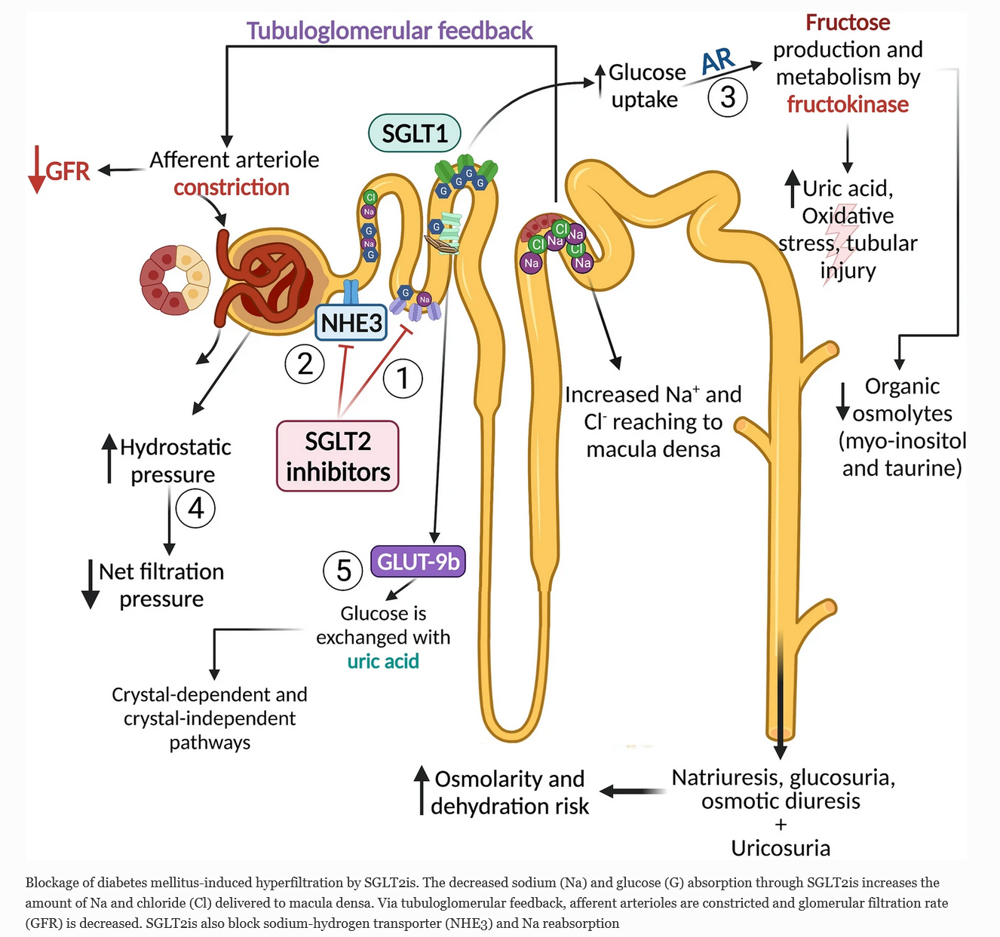 Tubuloglomerular feedback
Fructose
production and
metabolism by
fructokinase
↑ Glucose
uptake
AR
3
SGLT1
↓GFR
Afferent arteriole
constriction
↑ Uric acid,
Oxidative
stress, tubular
injury
G
G
G
G
G
Cl
Na
G
Na
G
G
Na
Cl
Na
Na
Cl
Cl
Na
Na
NHE3
2
1
SGLT2
inhibitors
Increased Na⁺ and
Cl⁻ reaching to
macula densa
↓ Organic
osmolytes
(myo-inositol
and taurine)
↑ Hydrostatic
pressure
4
↓ Net filtration
pressure
5
GLUT-9b
Glucose is
exchanged with
uric acid
Crystal-dependent and
crystal-independent
pathways
↑ Osmolarity and
dehydration risk
Natriuresis, glucosuria,
osmotic diuresis
+
Uricosuria
Blockage of diabetes mellitus-induced hyperfiltration by SGLT2is. The decreased sodium (Na) and glucose (G) absorption through SGLT2is increases the
amount of Na and chloride (Cl) delivered to macula densa. Via tubuloglomerular feedback, afferent arterioles are constricted and glomerular filtration rate
(GFR) is decreased. SGLT2is also block sodium-hydrogen transporter (NHE3) and Na reabsorption